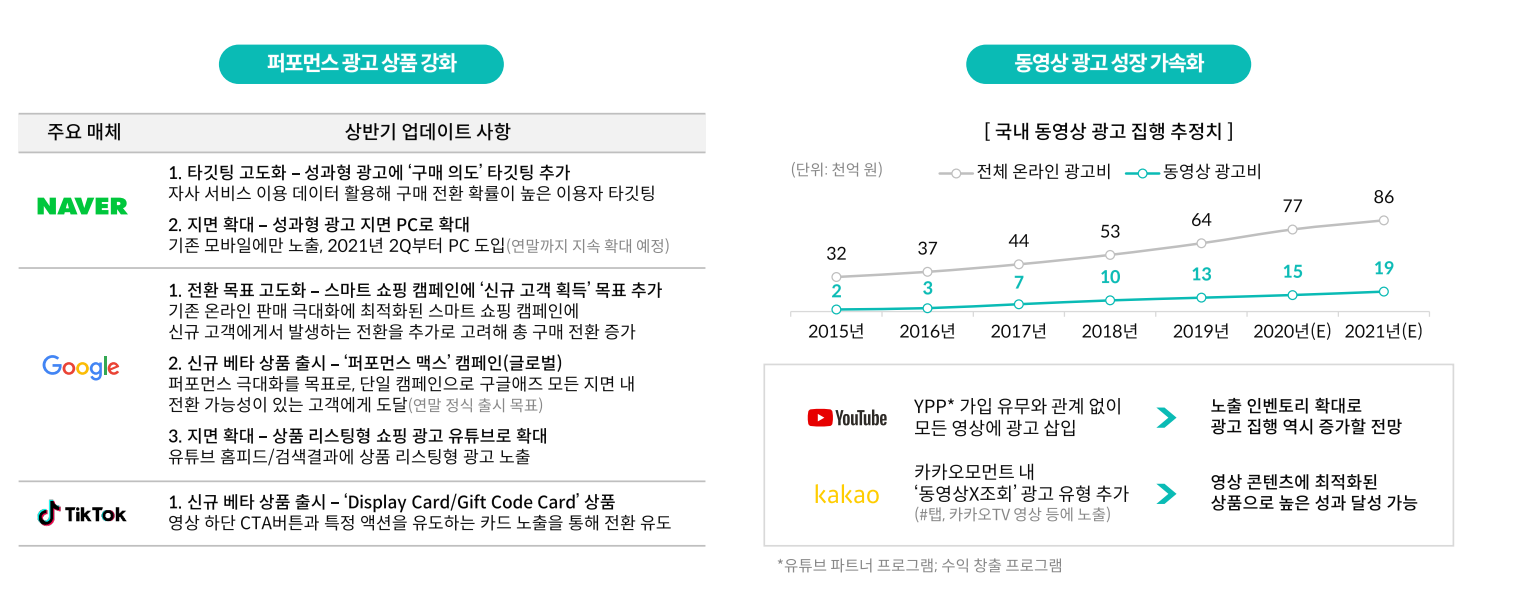 퍼포먼스 광고 상품 강화
주요 매체 상반기 업데이트 사항
NAVER
1. 타깃팅 고도화 – 성과형 광고에 ‘구매 의도’ 타깃팅 추가
자사 서비스 이용 데이터 활용해 구매 전환 확률이 높은 이용자 타깃팅
2. 지면 확대 – 성과형 광고 지면 PC로 확대
기존 모바일에만 노출, 2021년 2Q부터 PC 도입(연말까지 지속 확대 예정)
Google
1. 전환 목표 고도화 – 스마트 쇼핑 캠페인에 ‘신규 고객 획득’ 목표 추가
기존 온라인 판매 극대화에 최적화된 스마트 쇼핑 캠페인에
신규 고객에게서 발생하는 전환을 추가로 고려해 총 구매 전환 증가
2. 신규 베타 상품 출시 – ‘퍼포먼스 맥스’ 캠페인(글로벌)
퍼포먼스 극대화를 목표로, 단일 캠페인으로 구글애즈 모든 지면 내
전환 가능성이 있는 고객에게 도달(연말 정식 출시 목표)
3. 지면 확대 – 상품 리스팅형 쇼핑 광고 유튜브로 확대
유튜브 홈피드/검색결과에 상품 리스팅형 광고 노출
TikTok
1. 신규 베타 상품 출시 – ‘Display Card/Gift Code Card’ 상품
영상 하단 CTA버튼과 특정 액션을 유도하는 카드 노출을 통해 전환 유도
동영상 광고 성장 가속화
[ 국내 동영상 광고 집행 추정치 ]
(단위: 천억 원) 전체 온라인 광고비 동영상 광고비
32 37 44 53 64 77 86
2 3 7 10 13 15 19
2015년 2016년 2017년 2018년 2019년 2020년(E) 2021년(E)
YouTube
YPP* 가입 유무와 관계 없이
모든 영상에 광고 삽입
노출 인벤토리 확대로
광고 집행 역시 증가할 전망
kakao
카카오모먼트 내
‘동영상X조회’ 광고 유형 추가
(#탭, 카카오TV 영상 등에 노출)
영상 콘텐츠에 최적화된
상품으로 높은 성과 달성 가능
*유튜브 파트너 프로그램; 수익 창출 프로그램